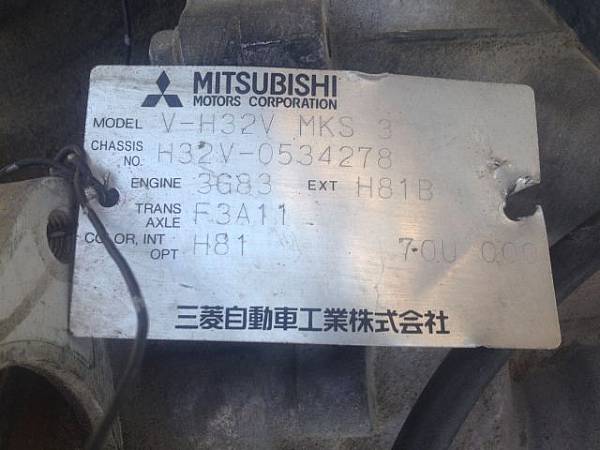 MITSUBISHI
MOTORS CORPORATION
MODEL V-H32V MKS 3
CHASSIS NO. H32V-0534278
ENGINE 3G83 EXT H81B
TRANS AXLE F3A11
COLOR, INT OPT H81 70U 000
三菱自動車工業株式会社